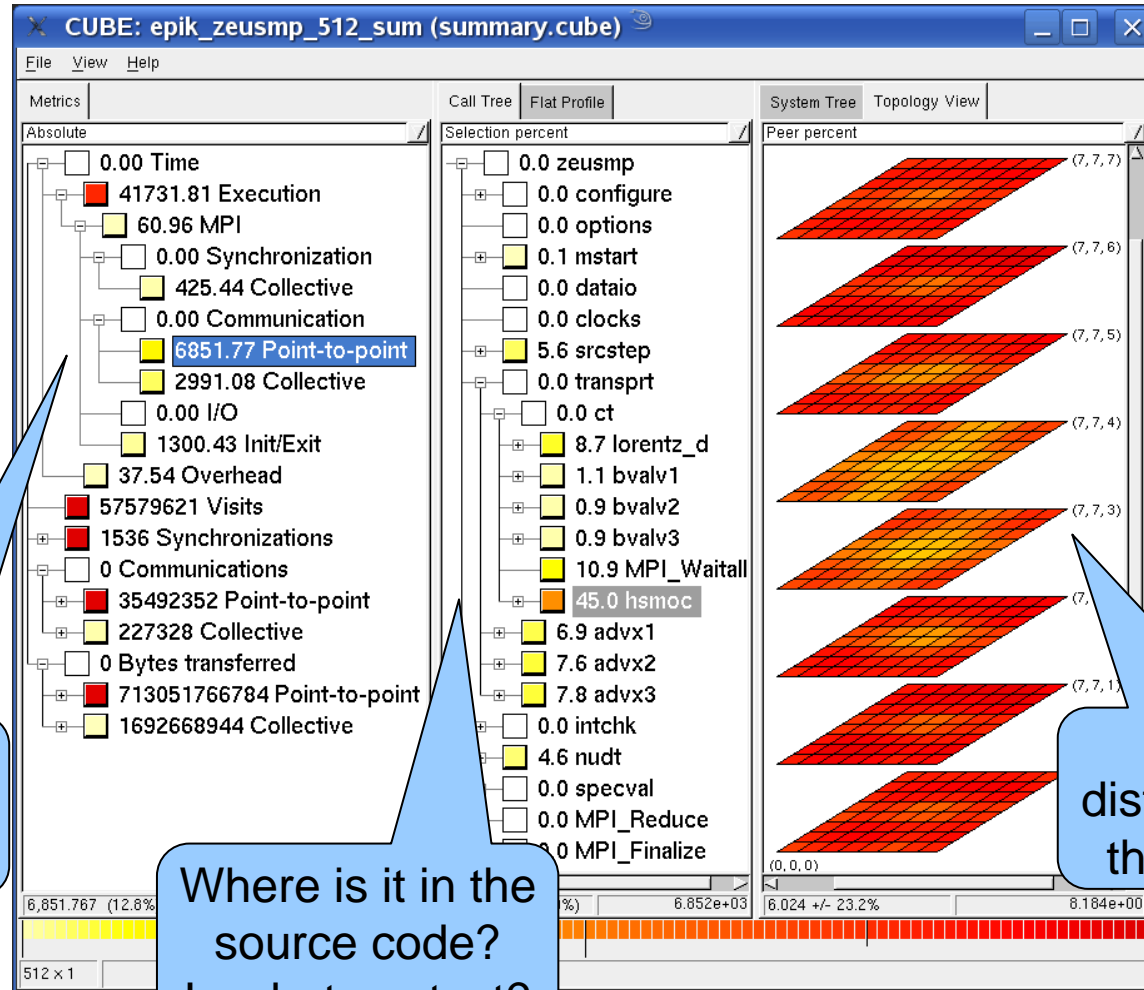 CUBE: epik_zeusmp_512_sum (summary.cube)
File View Help
Metrics
Absolute
0.00 Time
41731.81 Execution
60.96 MPI
0.00 Synchronization
425.44 Collective
0.00 Communication
6851.77 Point-to-point
2991.08 Collective
0.00 I/O
1300.43 Init/Exit
37.54 Overhead
57579621 Visits
1536 Synchronizations
0 Communications
35492352 Point-to-point
227328 Collective
0 Bytes transferred
713051766784 Point-to-point
1692668944 Collective
6,851.767 (12.8%
Call Tree Flat Profile
Selection percent
0.0 zeusmp
0.0 configure
0.0 options
0.1 mstart
0.0 dataio
0.0 clocks
5.6 srcstep
0.0 transprt
0.0 ct
8.7 lorentz_d
1.1 bvalv1
0.9 bvalv2
0.9 bvalv3
10.9 MPI_Waitall
45.0 hsmoc
6.9 advx1
7.6 advx2
7.8 advx3
0.0 intchk
4.6 nudt
0.0 specval
0.0 MPI_Reduce
0.0 MPI_Finalize
%) 6.852e+03
System Tree Topology View
Peer percent
(7,7,7)
(7,7,6)
(7,7,5)
(7,7,4)
(7,7,3)
(7,
(7,7,1)
(0,0,0)
6.024 +/- 23.2% 8.184e+00
512 x 1
Where is it in the
source code?